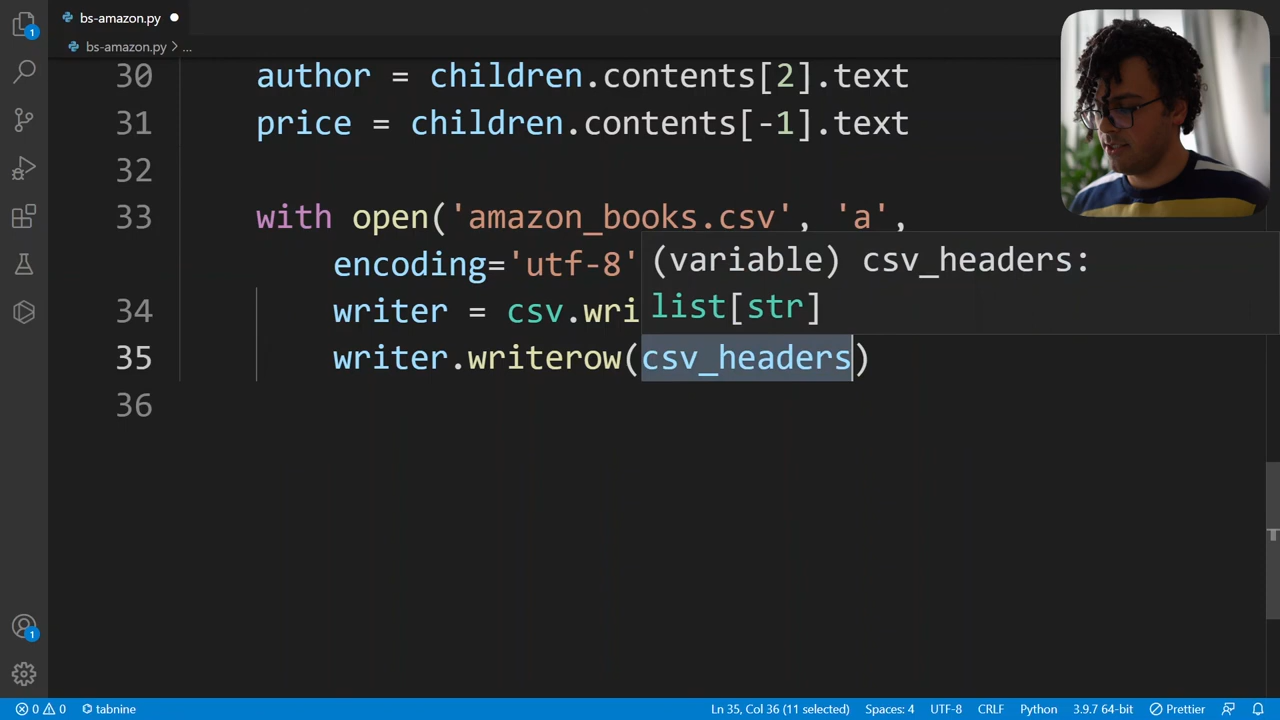 bs-amazon.py
bs-amazon.py > ...
30 author = children.contents[2].text
31 price = children.contents[-1].text
32
33 with open('amazon_books.csv', 'a',
encoding='utf-8'
(variable) csv_headers:
list[str]
34 writer = csv.wri
35 writer.writerow(csv_headers)
36
1
1
0 0 tabnine Ln 35, Col 36 (11 selected) Spaces: 4 UTF-8 CRLF Python 3.9.7 64-bit Prettier